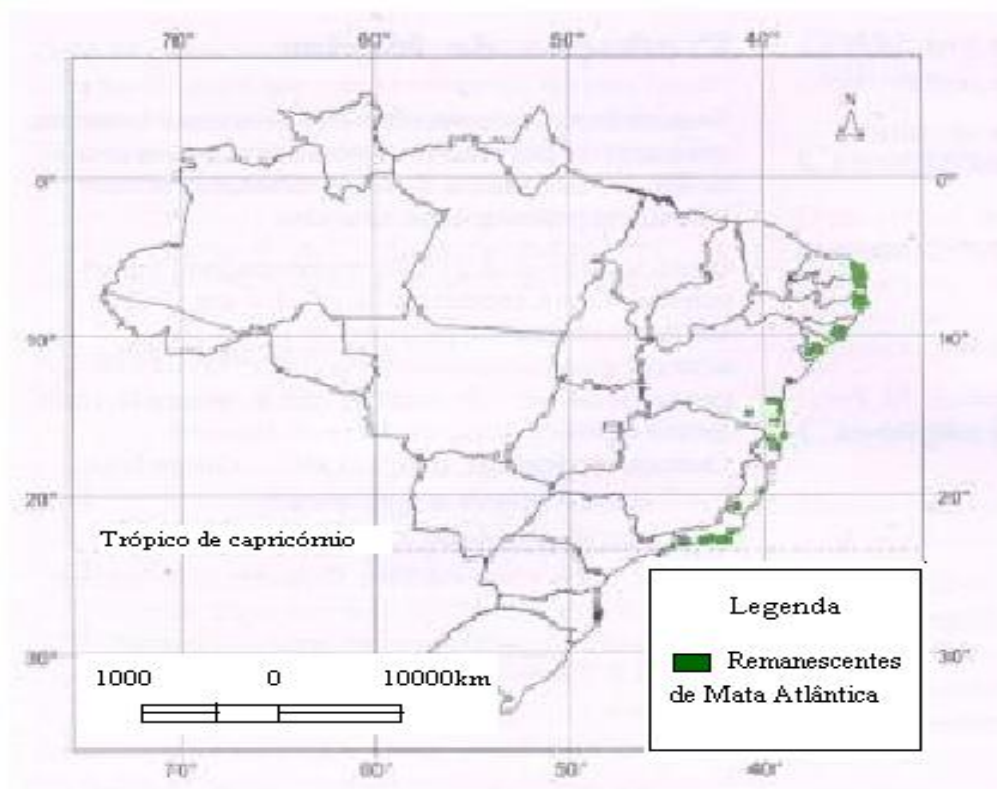 70° 60° 50° 40°
N
0° 0°
10° 10°
20° 20°
Trópico de capricórnio
30° 30°
1000 0 10000km
Legenda
Remanescentes
de Mata Atlântica
70° 60° 50° 40°